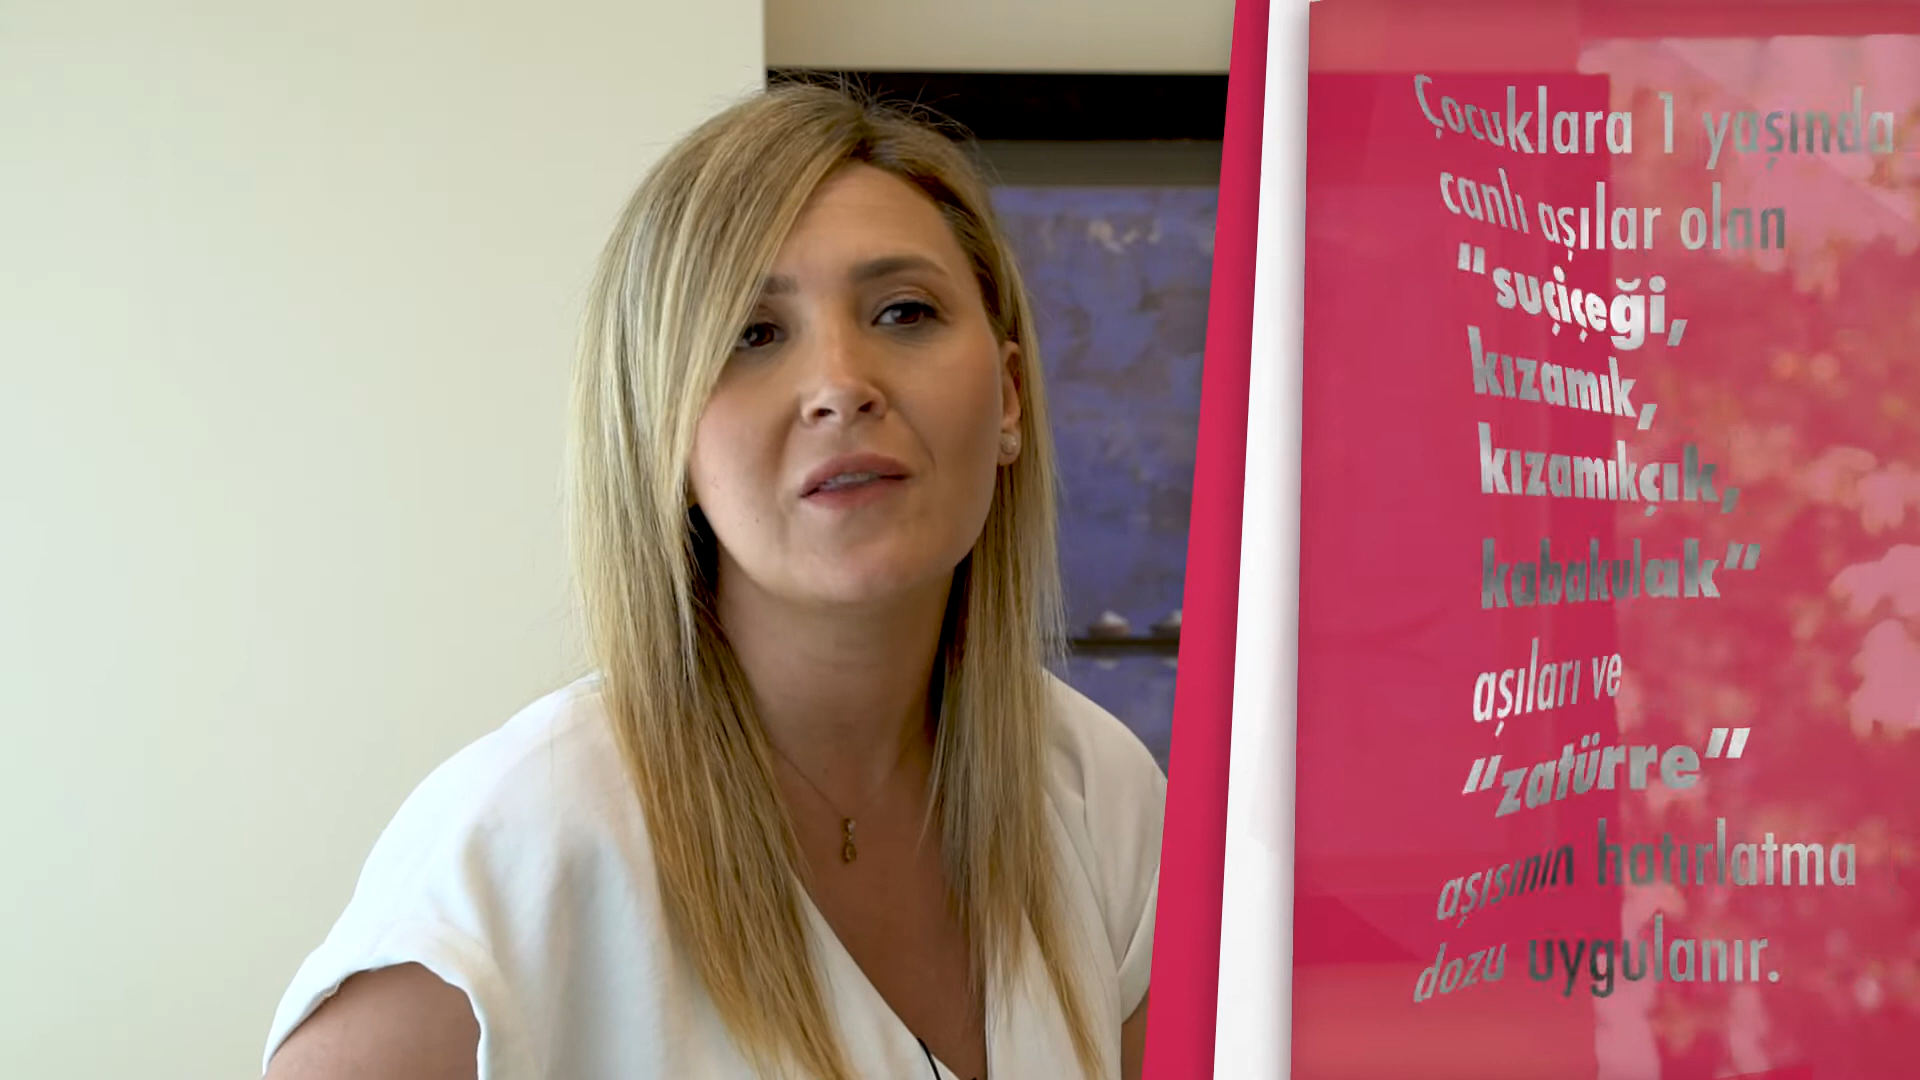 Çocuklara 1 yaşında
canlı aşılar olan
"suçiçeği,
kızamık,
kızamıkçık,
kabakulak"
aşıları ve
"zatürre"
aşısının hatırlatma
dozu uygulanır.